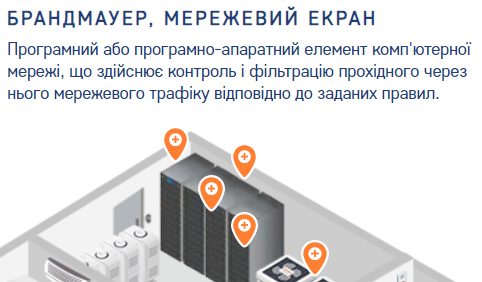 БРАНДМАУЕР, МЕРЕЖЕВИЙ ЕКРАН
Програмний або програмно-апаратний елемент комп'ютерної
мережі, що здійснює контроль і фільтрацію прохідного через
нього мережевого трафіку відповідно до заданих правил.